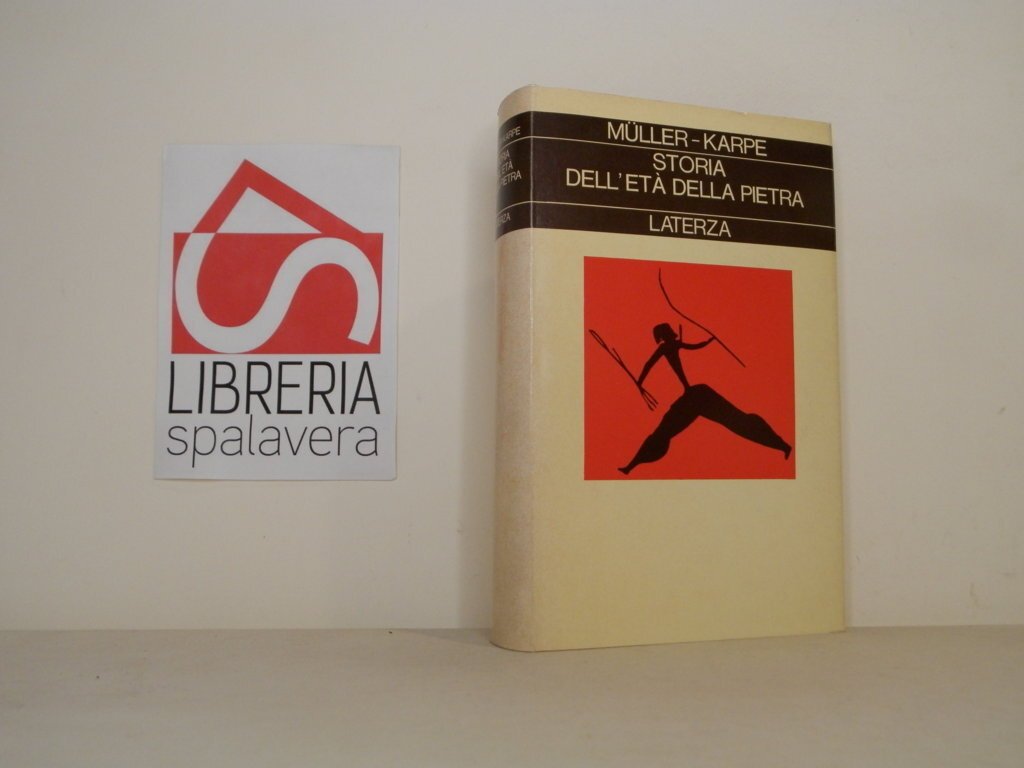 LIBRERIA
spalavera
MÜLLER-KARPE
STORIA
DELL'ETÀ DELLA PIETRA
LATERZA